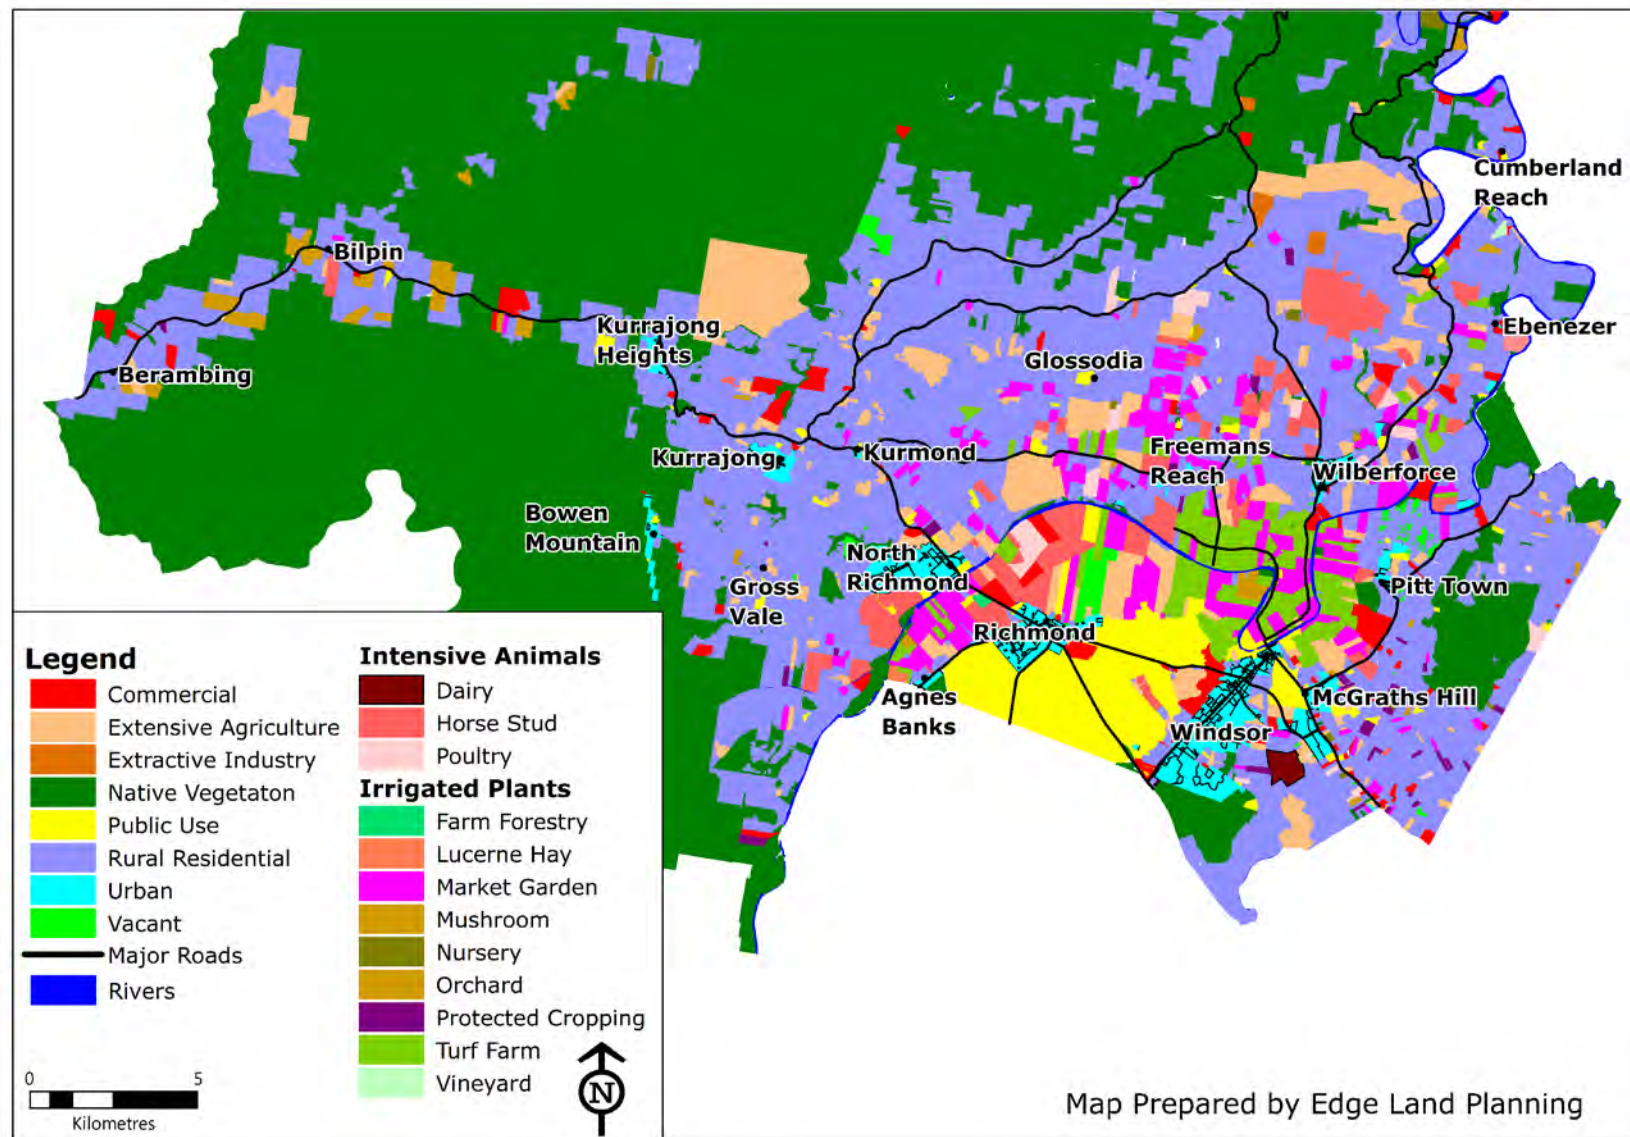 Cumberland
Reach
Bilpin
Kurrajong
Heights
Ebenezer
Glossodia
Berambing
Freemans
Reach
Kurmond
Kurrajong
Wilberforce
Bowen
Mountain
North
Richmond
Gross
Vale
Pitt Town
Richmond
Agnes
Banks
McGraths Hill
Windsor
Legend
Commercial
Extensive Agriculture
Extractive Industry
Native Vegetaton
Public Use
Rural Residential
Urban
Vacant
Major Roads
Rivers
Intensive Animals
Dairy
Horse Stud
Poultry
Irrigated Plants
Farm Forestry
Lucerne Hay
Market Garden
Mushroom
Nursery
Orchard
Protected Cropping
Turf Farm
Vineyard
0 5
Kilometres
N
Map Prepared by Edge Land Planning